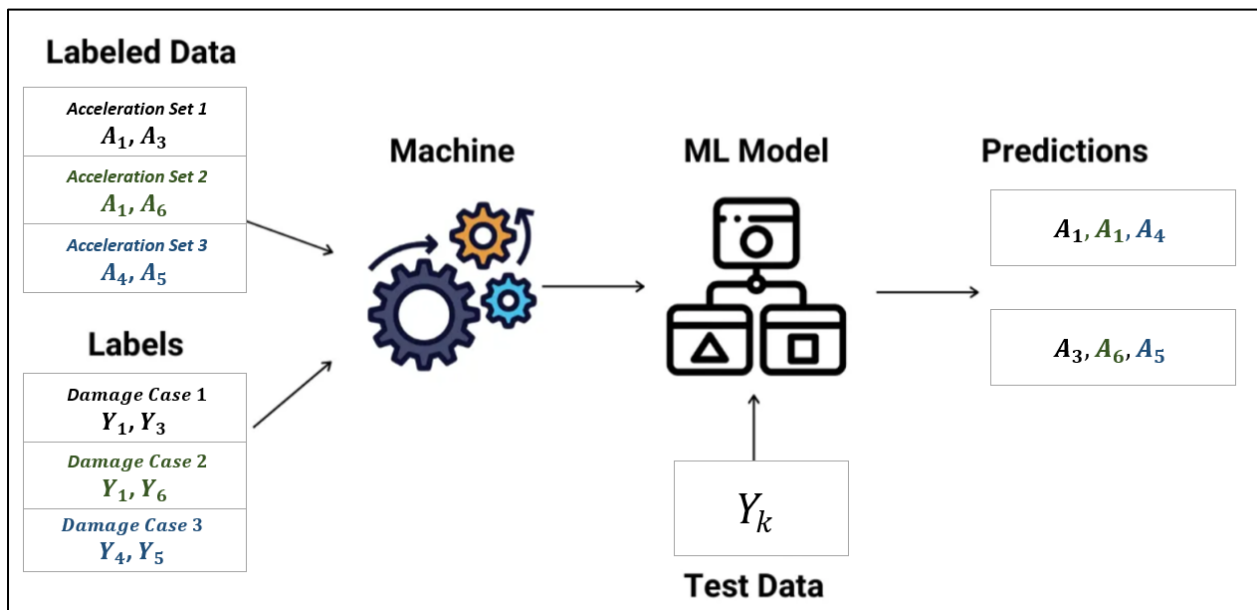 Labeled Data
Acceleration Set 1
A₁, A₃
Acceleration Set 2
A₁, A₆
Acceleration Set 3
A₄, A₅
Labels
Damage Case 1
Y₁, Y₃
Damage Case 2
Y₁, Y₆
Damage Case 3
Y₄, Y₅
Machine
ML Model
Yₖ
Test Data
Predictions
A₁, A₁, A₄
A₃, A₆, A₅